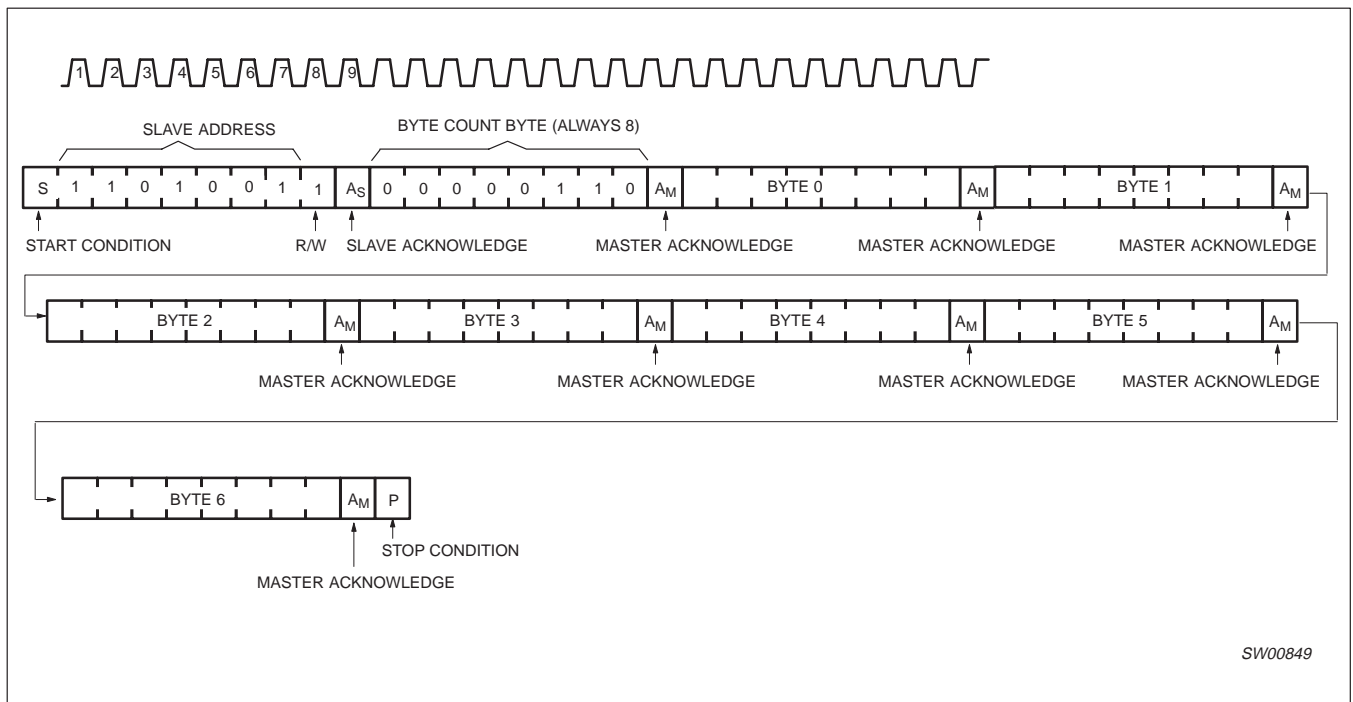 1 2 3 4 5 6 7 8 9
SLAVE ADDRESS
BYTE COUNT BYTE (ALWAYS 8)
S 1 1 0 1 0 0 1 1 AS 0 0 0 0 0 1 1 0 AM BYTE 0 AM BYTE 1 AM
START CONDITION R/W SLAVE ACKNOWLEDGE MASTER ACKNOWLEDGE MASTER ACKNOWLEDGE MASTER ACKNOWLEDGE
BYTE 2 AM BYTE 3 AM BYTE 4 AM BYTE 5 AM
MASTER ACKNOWLEDGE MASTER ACKNOWLEDGE MASTER ACKNOWLEDGE MASTER ACKNOWLEDGE
BYTE 6 AM P
STOP CONDITION
MASTER ACKNOWLEDGE
SW00849